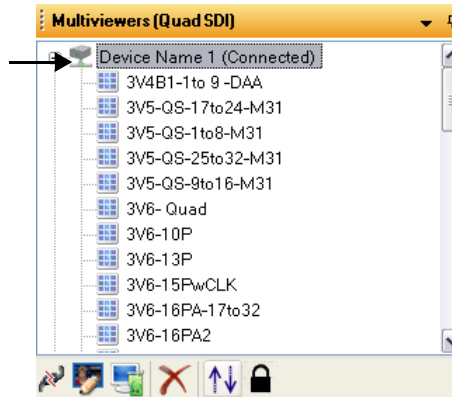 Multiviewers (Quad SDI)
Device Name 1 (Connected)
3V4B1-1to 9 -DAA
3V5-QS-17to24-M31
3V5-QS-1to8-M31
3V5-QS-25to32-M31
3V5-QS-9to16-M31
3V6- Quad
3V6-10P
3V6-13P
3V6-15PwCLK
3V6-16PA-17to32
3V6-16PA2